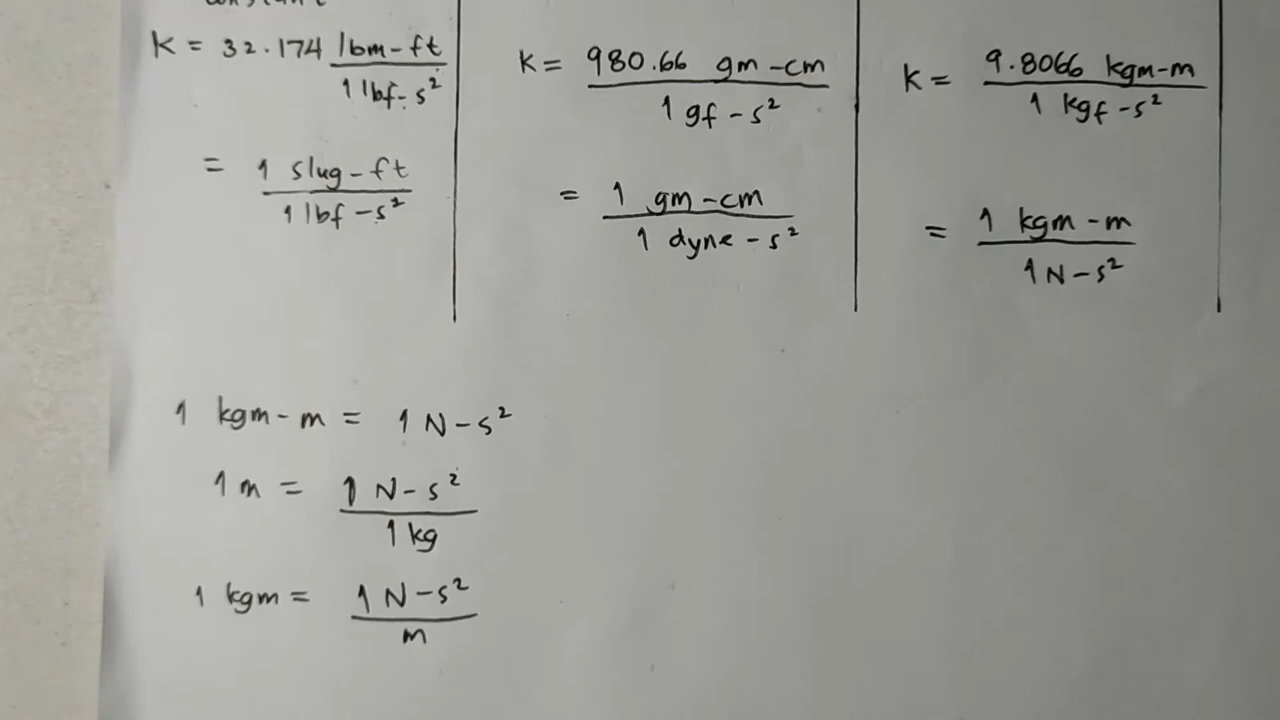 K = 32.174 lbm-ft
1 lbf-s²
= 1 slug-ft
1 lbf-s²
K = 980.66 gm-cm
1 gf-s²
= 1 gm-cm
1 dyne-s²
K = 9.8066 kgm-m
1 kgf-s²
= 1 kgm-m
1N-s²
1 kgm-m = 1 N-s²
1m = 1 N-s²
1 kg
1 kgm = 1 N-s²
m